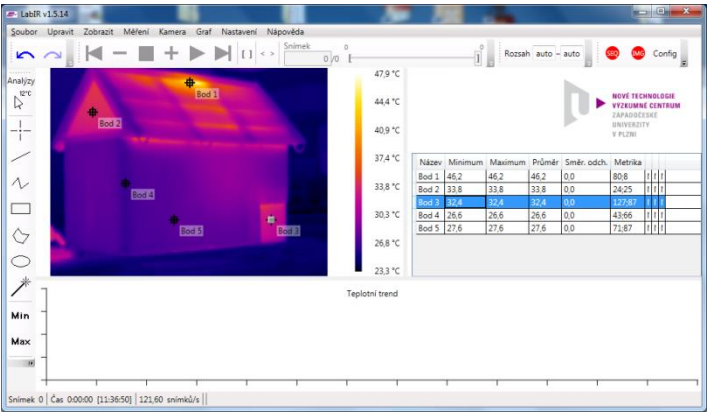 LabIR v1.5.14
Soubor Upravit Zobrazit Měření Kamera Graf Nastavení Nápověda
Snímek 0 0
0 /0
[ ] < >
Rozsah auto – auto
SEQ IMG Config
Analýzy
12°C
Min
Max
Bod 1
Bod 2
Bod 4
Bod 5
Bod 3
47,9 °C
44,4 °C
40,9 °C
37,4 °C
33,8 °C
30,3 °C
26,8 °C
23,3 °C
NOVÉ TECHNOLOGIE
VÝZKUMNÉ CENTRUM
ZÁPADOČESKÉ
UNIVERZITY
V PLZNI
Název Minimum Maximum Průměr Směr. odch. Metrika
Bod 1 46,2 46,2 46,2 0,0 80;8
Bod 2 33,8 33,8 33,8 0,0 24;25
Bod 3 32,4 32,4 32,4 0,0 127;87
Bod 4 26,6 26,6 26,6 0,0 43;66
Bod 5 27,6 27,6 27,6 0,0 71;87
Teplotní trend
Snímek 0 Čas 0:00:00 [11:36:50] 121,60 snímků/s